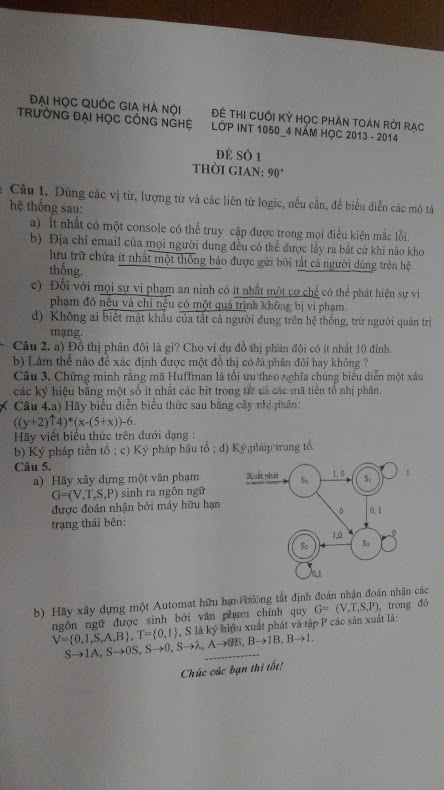 ĐẠI HỌC QUỐC GIA HÀ NỘI
TRƯỜNG ĐẠI HỌC CÔNG NGHỆ
ĐỀ THI CUỐI KỲ HỌC PHẦN TOÁN RỜI RẠC
LỚP INT 1050_4 NĂM HỌC 2013 - 2014
ĐỀ SỐ 1
THỜI GIAN: 90’
Câu 1. Dùng các vị từ, lượng từ và các liên từ logic, nếu cần, để biểu diễn các mô tả
hệ thống sau:
a) Ít nhất có một console có thể truy cập được trong mọi điều kiện mắc lỗi.
b) Địa chỉ email của mọi người dung đều có thể được lấy ra bất cứ khi nào kho
lưu trữ chứa ít nhất một thông báo được gửi bởi tất cả người dùng trên hệ
thống.
c) Đối với mọi sự vi phạm an ninh có ít nhất một cơ chế có thể phát hiện sự vi
phạm đó nếu và chỉ nếu có một quá trình không bị vi phạm.
d) Không ai biết mật khẩu của tất cả người dung trên hệ thống, trừ người quản trị
mạng.
Câu 2. a) Đồ thị phân đôi là gì? Cho ví dụ đồ thị phân đôi có ít nhất 10 đỉnh.
b) Làm thế nào để xác định được một đồ thị có là phân đôi hay không ?
Câu 3. Chứng minh rằng mã Huffman là tối ưu theo nghĩa chúng biểu diễn một xâu
các ký hiệu bằng một số ít nhất các bit trong tất cả các mã tiền tố nhị phân.
Câu 4.a) Hãy biểu diễn biểu thức sau bằng cây nhị phân:
((y+2)↑4)*(x-(5+x))-6.
Hãy viết biểu thức trên dưới dạng :
b) Ký pháp tiền tố ; c) Ký pháp hậu tố ; d) Ký pháp trung tố.
Câu 5.
a) Hãy xây dựng một văn phạm
G=(V,T,S,P) sinh ra ngôn ngữ
được đoán nhận bởi máy hữu hạn
trạng thái bên:
Xuất phát
S₀
1, 0
S₁
1
0
0, 1
S₂
1,0
S₃
0
0,1
b) Hãy xây dựng một Automat hữu hạn không tất định đoán nhận đoán nhận các
ngôn ngữ được sinh bởi văn phạm chính quy G= (V,T,S,P), trong đó
V={0,1,S,A,B}, T={0,1}, S là ký hiệu xuất phát và tập P các sản xuất là:
S→1A, S→0S, S→0, S→λ, B→1B, B→1.
Chúc các bạn thi tốt!